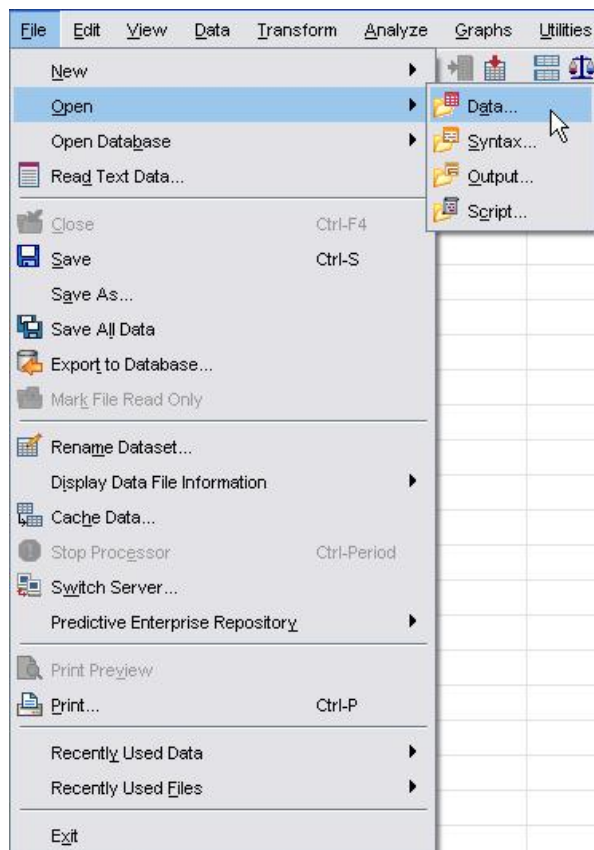 File Edit View Data Transform Analyze Graphs Utilities
New
Open
Data...
Open Database
Syntax...
Read Text Data...
Output...
Script...
Close Ctrl-F4
Save Ctrl-S
Save As...
Save All Data
Export to Database...
Mark File Read Only
Rename Dataset...
Display Data File Information
Cache Data...
Stop Processor Ctrl-Period
Switch Server...
Predictive Enterprise Repository
Print Preview
Print... Ctrl-P
Recently Used Data
Recently Used Files
Exit